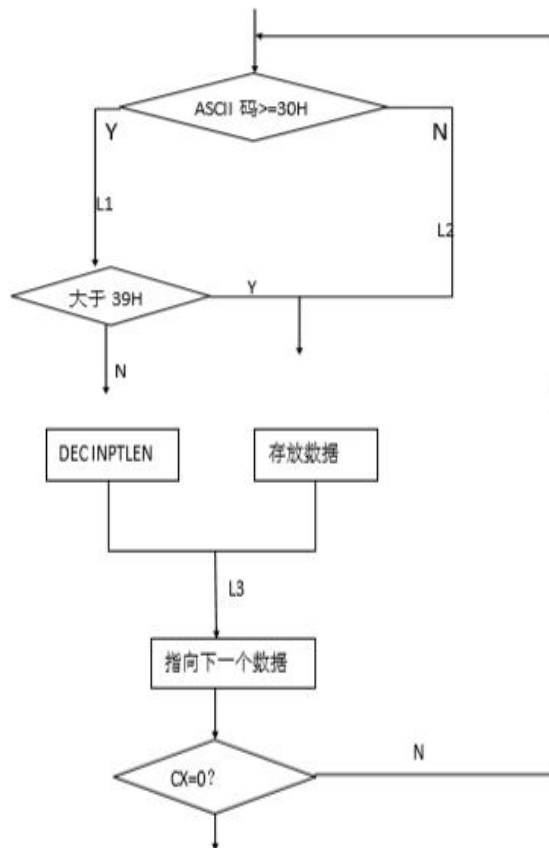 ASCII 码>=30H
Y
N
L1
L2
大于 39H
Y
N
DEC INPTLEN
存放数据
L3
指向下一个数据
CX=0?
N